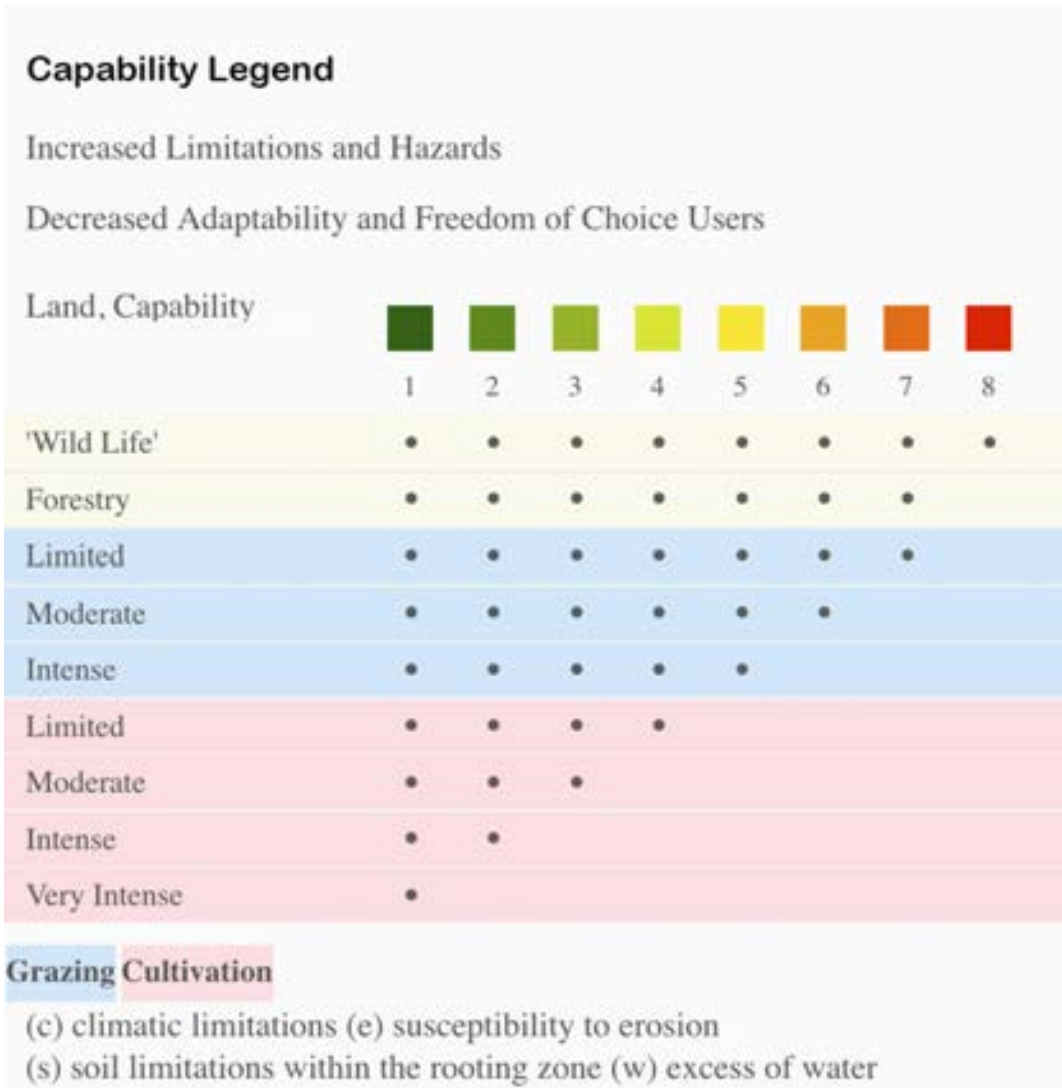 Capability Legend
Increased Limitations and Hazards
Decreased Adaptability and Freedom of Choice Users
Land, Capability
1 2 3 4 5 6 7 8
'Wild Life' • • • • • • • •
Forestry • • • • • • •
Limited • • • • • • •
Moderate • • • • • •
Intense • • • • •
Limited • • • •
Moderate • • •
Intense • •
Very Intense •
Grazing Cultivation
(c) climatic limitations (e) susceptibility to erosion
(s) soil limitations within the rooting zone (w) excess of water